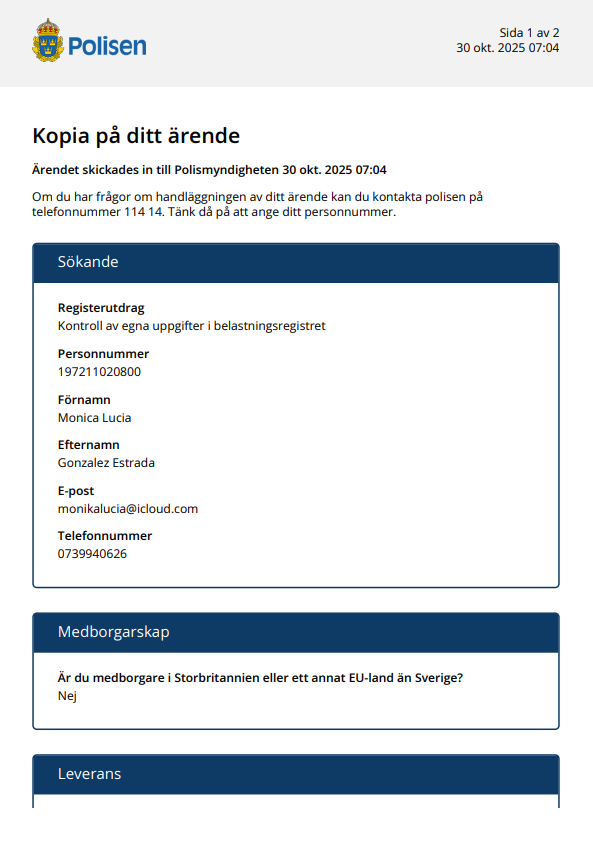 Polisen
Sida 1 av 2
30 okt. 2025 07:04
Kopia på ditt ärende
Ärendet skickades in till Polismyndigheten 30 okt. 2025 07:04
Om du har frågor om handläggningen av ditt ärende kan du kontakta polisen på
telefonnummer 114 14. Tänk då på att ange ditt personnummer.
Sökande
Registerutdrag
Kontroll av egna uppgifter i belastningsregistret
Personnummer
197211020800
Förnamn
Monica Lucia
Efternamn
Gonzalez Estrada
E-post
monikalucia@icloud.com
Telefonnummer
0739940626
Medborgarskap
Är du medborgare i Storbritannien eller ett annat EU-land än Sverige?
Nej
Leverans